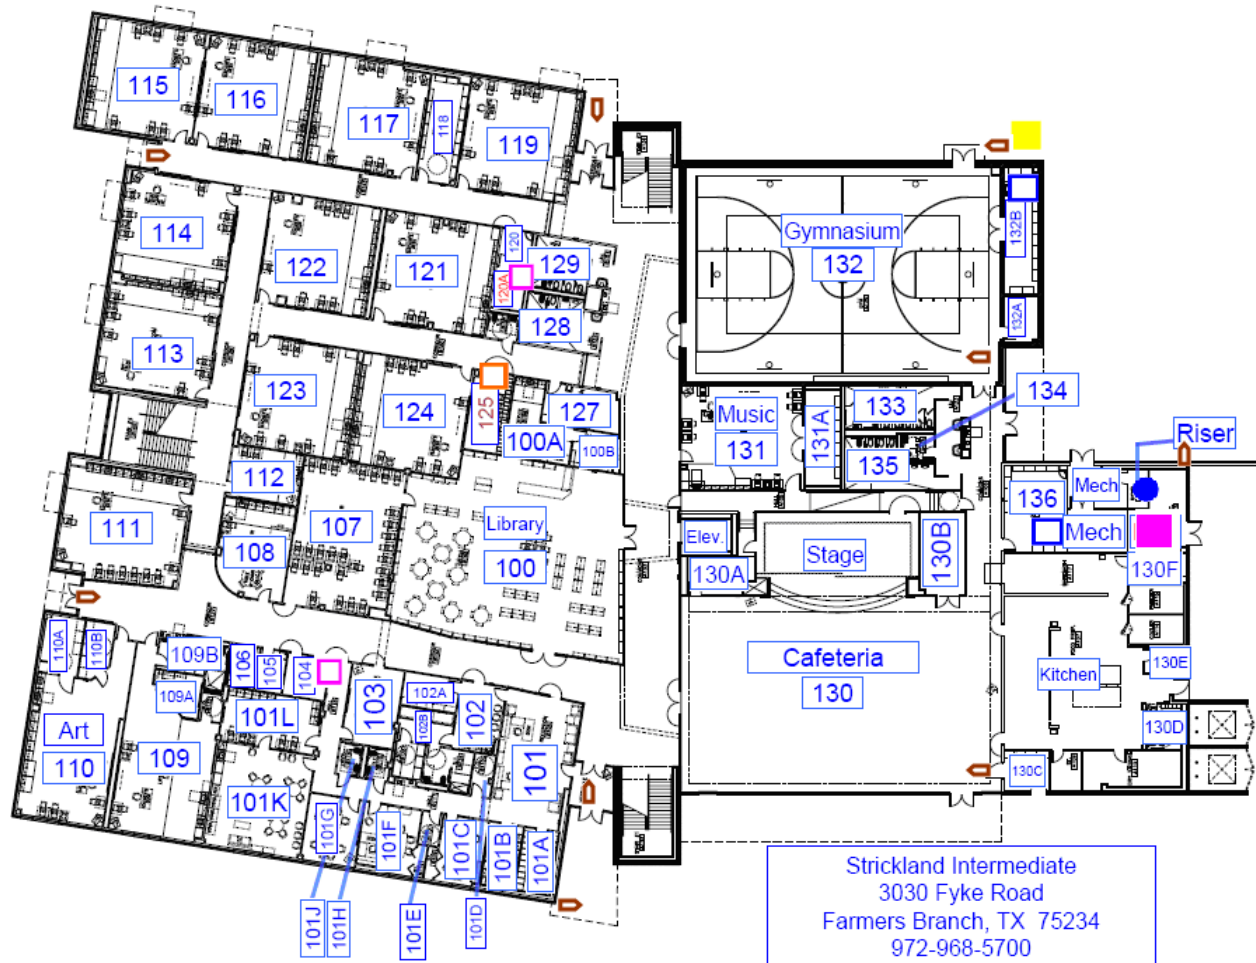 115
116
117
118
119
114
122
121
120
120A
129
128
Gymnasium
132
132B
132A
113
123
124
125
127
100A
100B
Music
131
131A
133
134
135
Riser
112
111
107
108
Library
100
Elev.
130A
Stage
130B
136
Mech
Mech
130F
110A
110B
109B
106
105
104
109A
101L
103
102A
102B
102
Cafeteria
130
Kitchen
130E
130D
130C
Art
110
109
101K
101G
101F
101
101C
101B
101A
101J
101H
101E
101D
Strickland Intermediate
3030 Fyke Road
Farmers Branch, TX  75234
972-968-5700